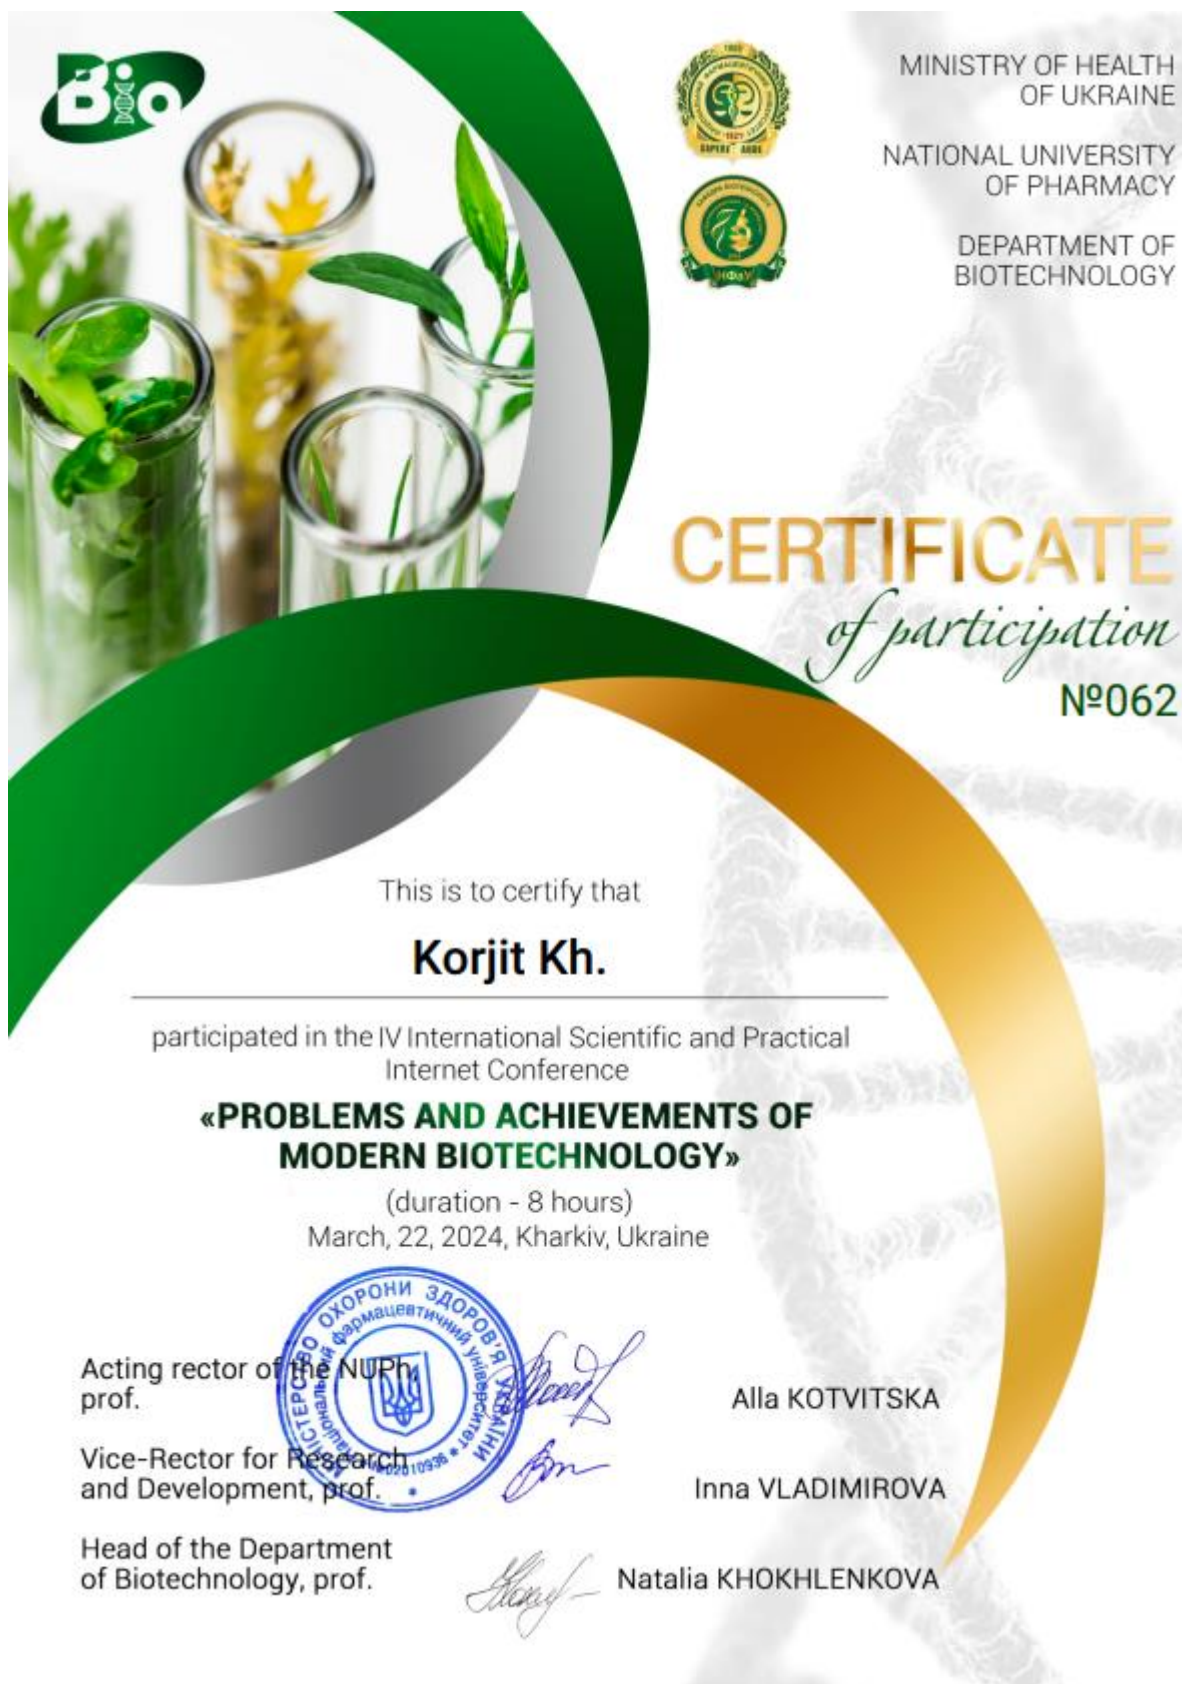 Bio
MINISTRY OF HEALTH
OF UKRAINE
NATIONAL UNIVERSITY
OF PHARMACY
DEPARTMENT OF
BIOTECHNOLOGY
SAPERE AUDE
НФаУ
CERTIFICATE
of participation
№062
This is to certify that
Korjit Kh.
participated in the IV International Scientific and Practical
Internet Conference
«PROBLEMS AND ACHIEVEMENTS OF
MODERN BIOTECHNOLOGY»
(duration - 8 hours)
March, 22, 2024, Kharkiv, Ukraine
МІНІСТЕРСТВО ОХОРОНИ ЗДОРОВ'Я УКРАЇНИ
Національний фармацевтичний університет
02010936
Acting rector of the NUPh,
prof.
Alla KOTVITSKA
Vice-Rector for Research
and Development, prof.
Inna VLADIMIROVA
Head of the Department
of Biotechnology, prof.
Natalia KHOKHLENKOVA